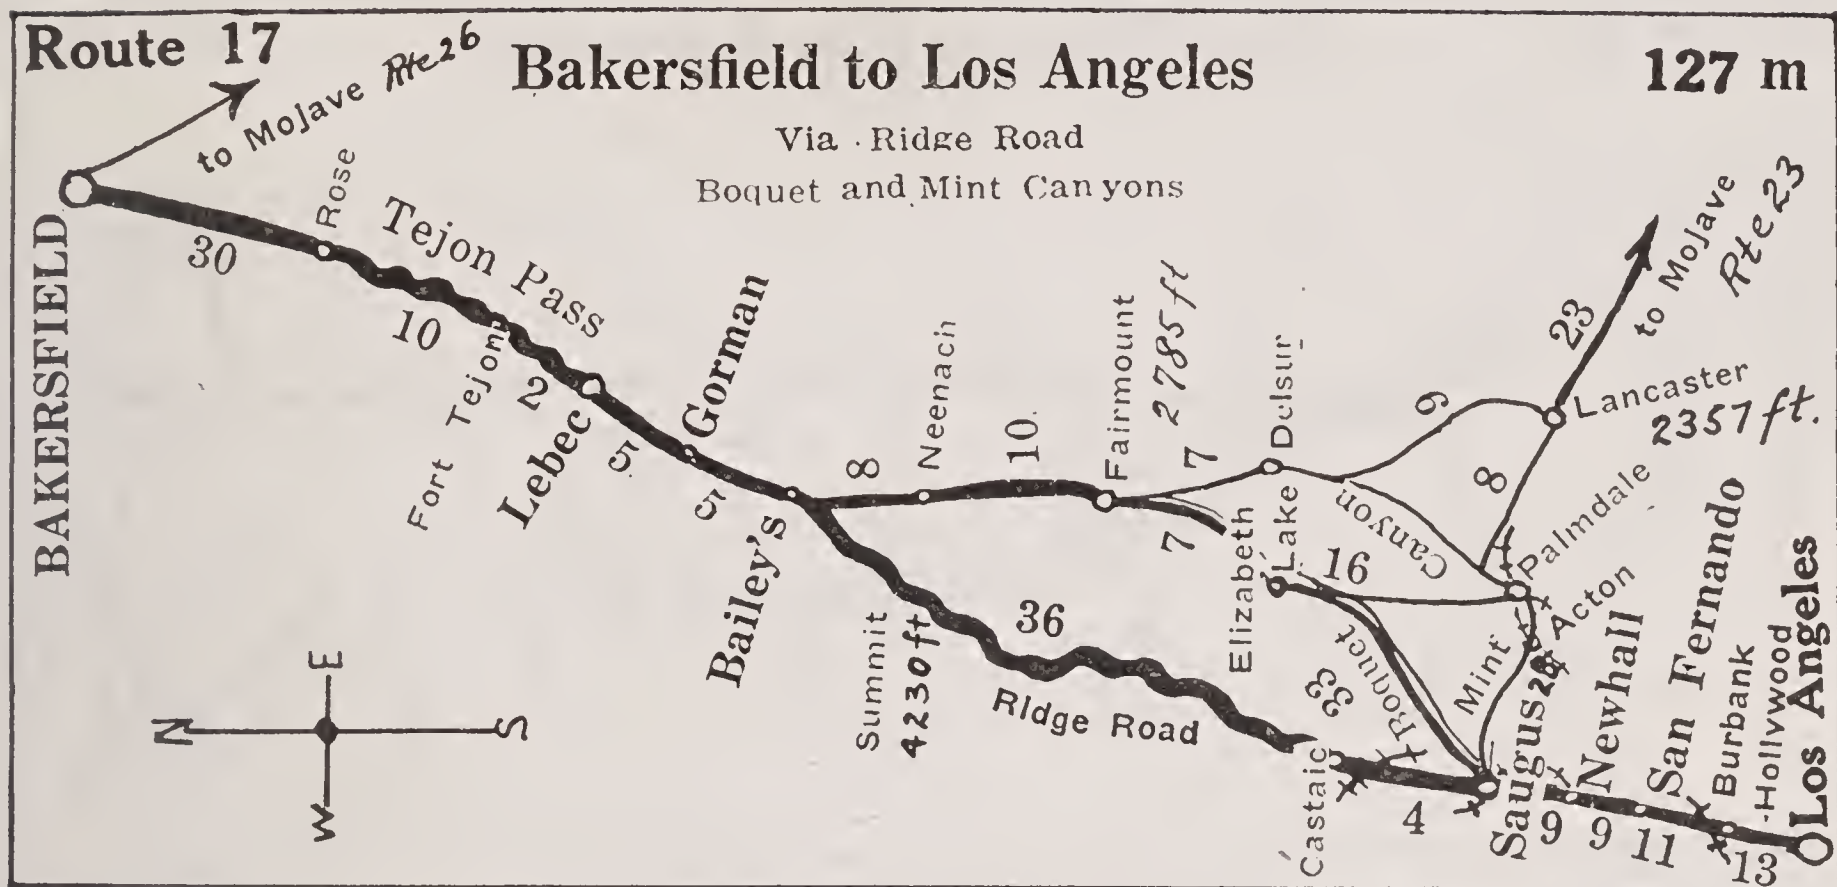 Route 17
Bakersfield to Los Angeles
127 m
Via Ridge Road
Boquet and Mint Canyons
to Mojave Rte 26
BAKERSFIELD
30
Rose
Tejon Pass
10
Fort Tejon
2
Lebec
5
Gorman
5
Bailey's
8
Neenach
10
Fairmount
2785 ft
7
Delsur
9
Lancaster
2357 ft.
23
to Mojave
Rte 23
8
Canyon
7
Elizabeth
Lake
16
Palmdale
Acton
Summit
4230 ft
36
Ridge Road
33
Boquet
Mint
Castaic
4
Saugus
9
Newhall
9
San Fernando
11
Burbank
-Hollywood
13
Los Angeles
N
E
S
W